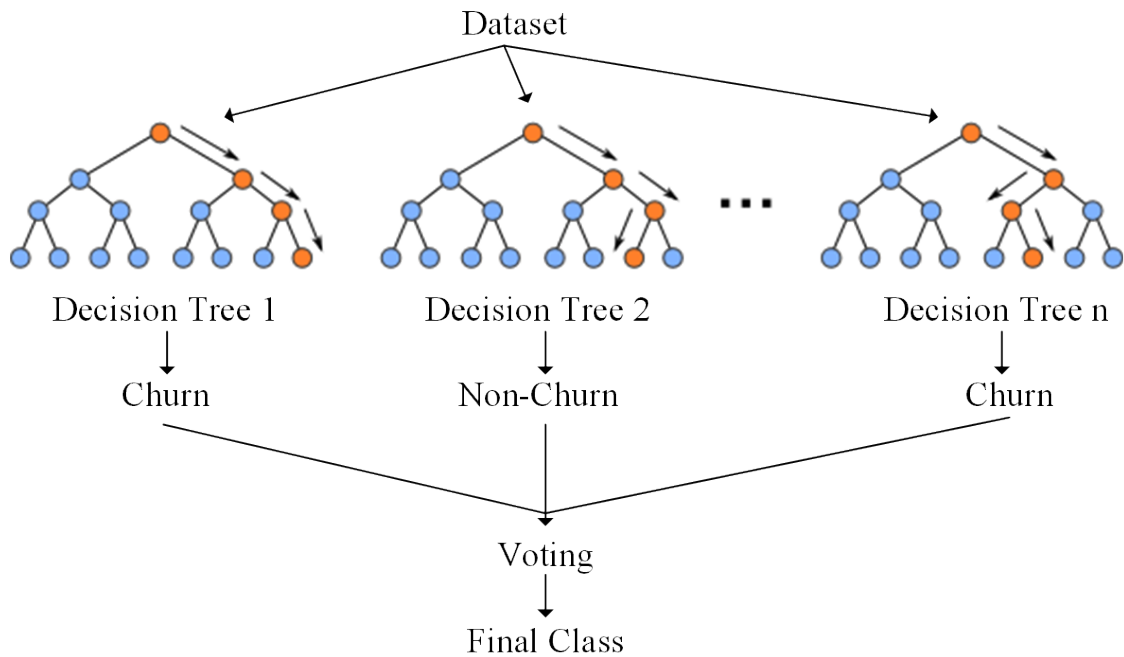 Dataset
Decision Tree 1
Decision Tree 2
Decision Tree n
Churn
Non-Churn
Churn
Voting
Final Class